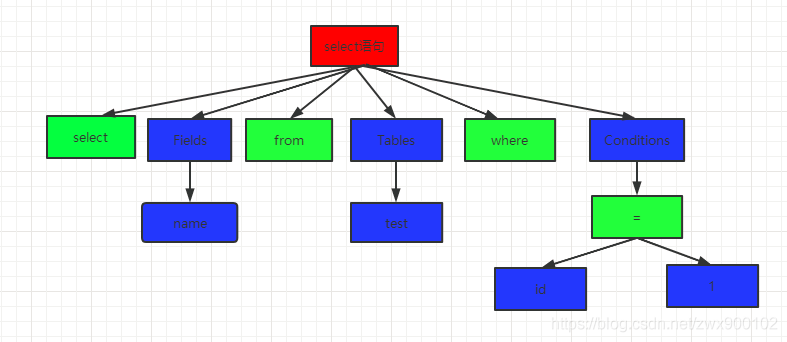 select语句
select
Fields
from
Tables
where
Conditions
name
test
=
id
1
https://blog.csdn.net/zwx900102